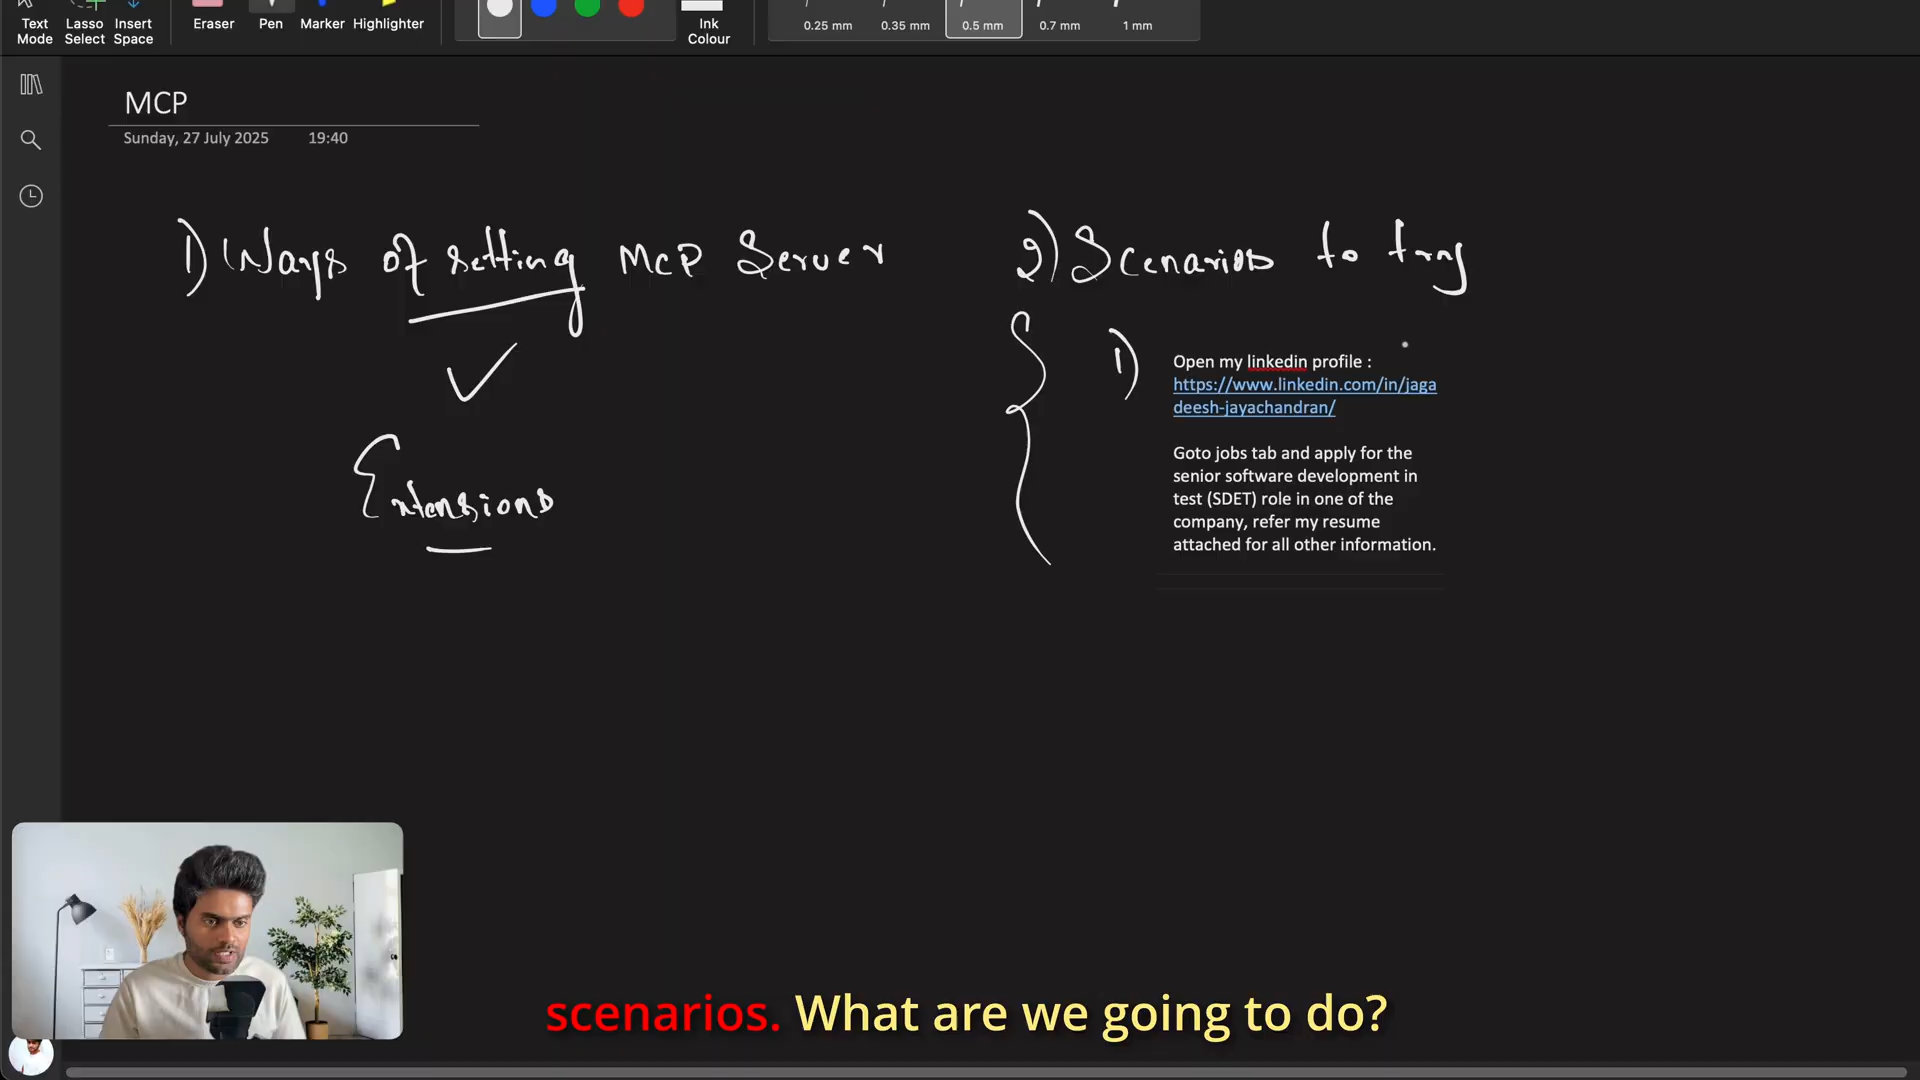 Text Mode
Lasso Select
Insert Space
Eraser
Pen
Marker
Highlighter
Ink Colour
0.25 mm
0.35 mm
0.5 mm
0.7 mm
1 mm
MCP
Sunday, 27 July 2025 19:40
1) Ways of setting MCP Server
Extensions
2) Scenarios to try
1)
Open my linkedin profile :
https://www.linkedin.com/in/jaga
deesh-jayachandran/
Goto jobs tab and apply for the
senior software development in
test (SDET) role in one of the
company, refer my resume
attached for all other information.
scenarios. What are we going to do?